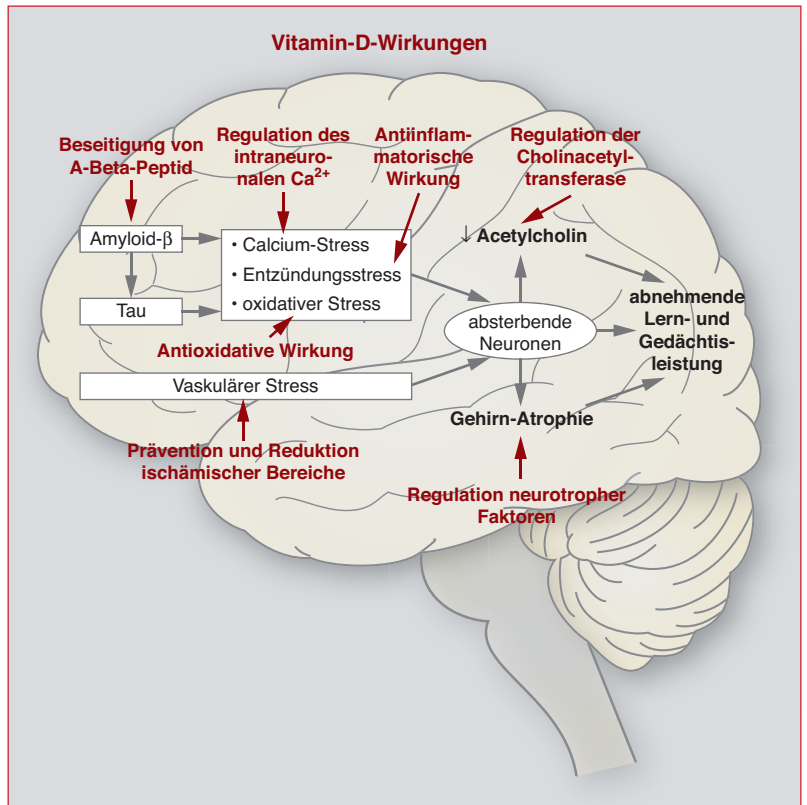 Vitamin-D-Wirkungen
Beseitigung von
A-Beta-Peptid
Regulation des
intraneuro-
nalen Ca²⁺
Antiinflam-
matorische
Wirkung
Regulation der
Cholinacetyl-
transferase
Amyloid-β
Tau
· Calcium-Stress
· Entzündungsstress
· oxidativer Stress
Antioxidative Wirkung
Vaskulärer Stress
Prävention und Reduktion
ischämischer Bereiche
↓ Acetylcholin
absterbende
Neuronen
Gehirn-Atrophie
Regulation neurotropher
Faktoren
abnehmende
Lern- und
Gedächtis-
leistung